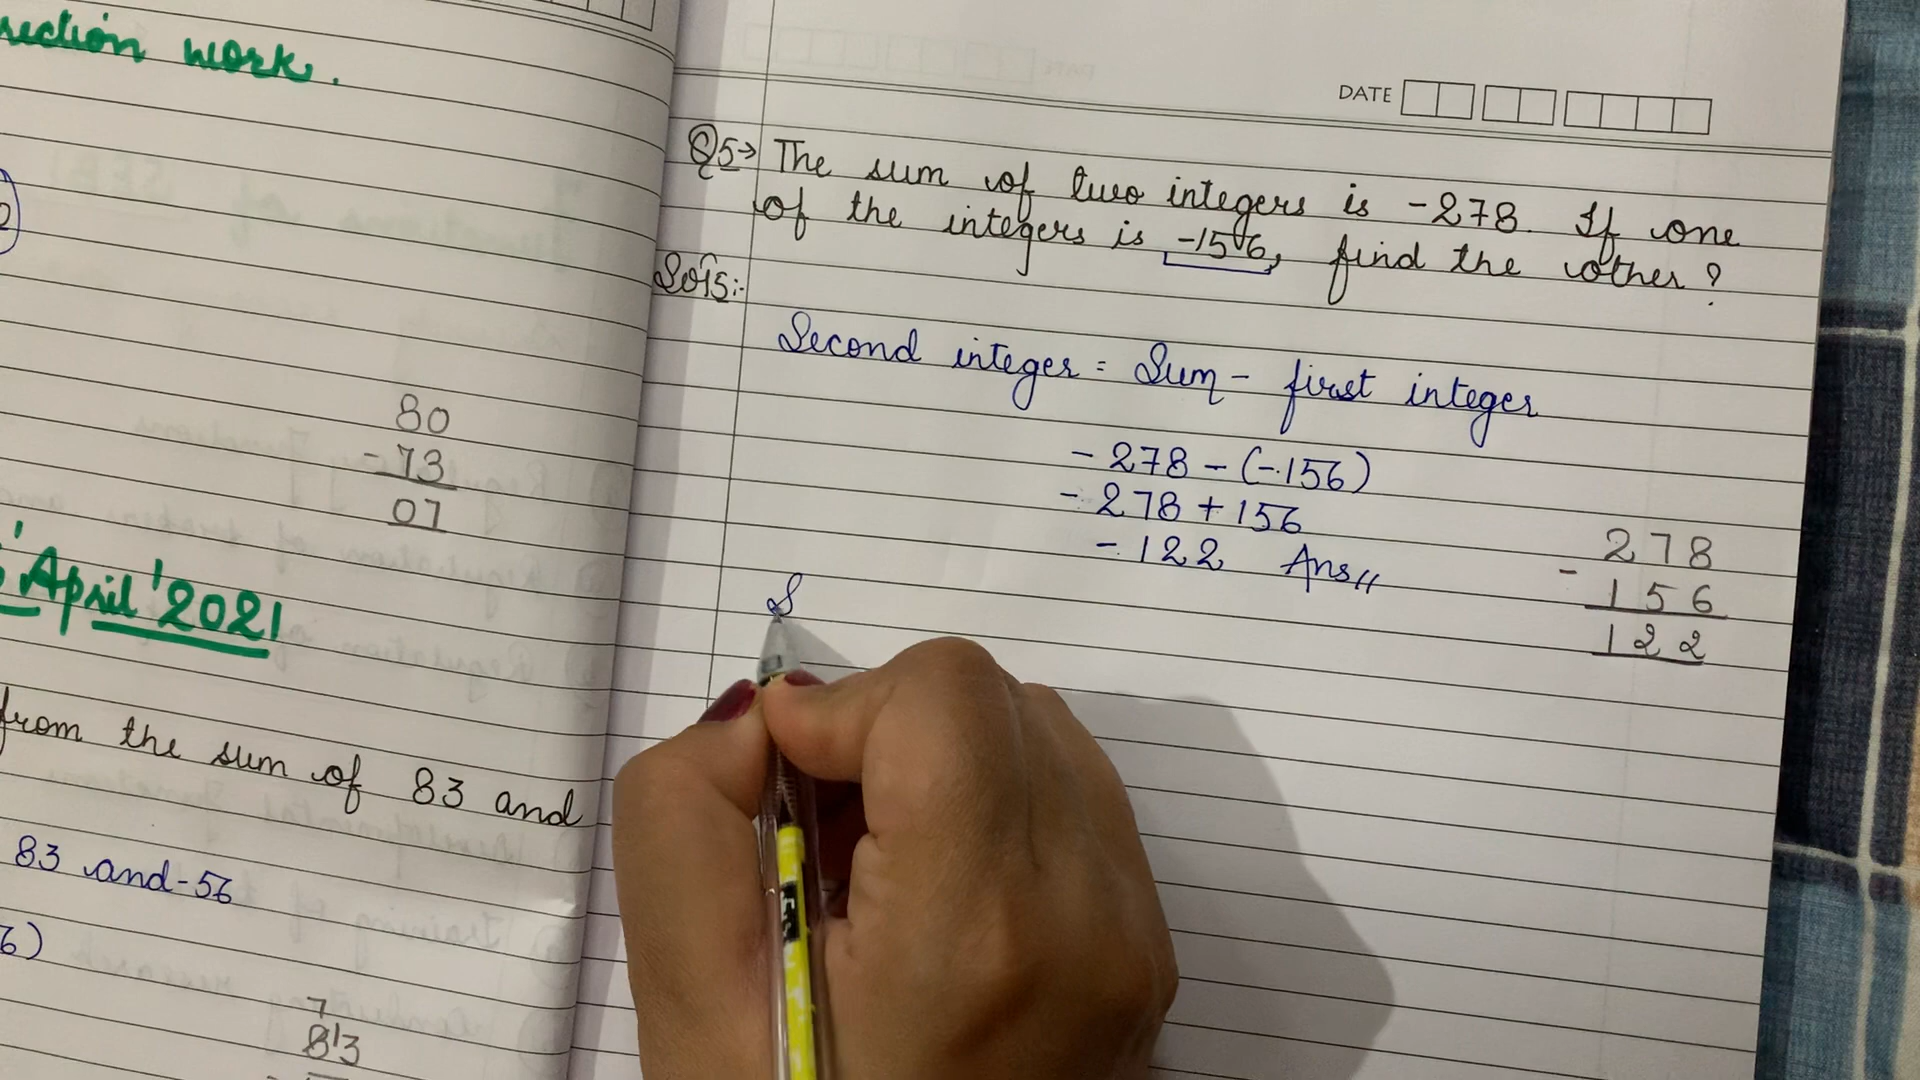 work.
80
- 73
07
April '2021
from the sum of 83 and
83 and -56
6)
7
813
DATE
Q5→ The sum of two integers is -278. If one
of the integers is -156, find the other ?
Second integer = Sum - first integer
- 278 - (-156)
- 278 + 156
- 122 Ans
278
- 156
122
S